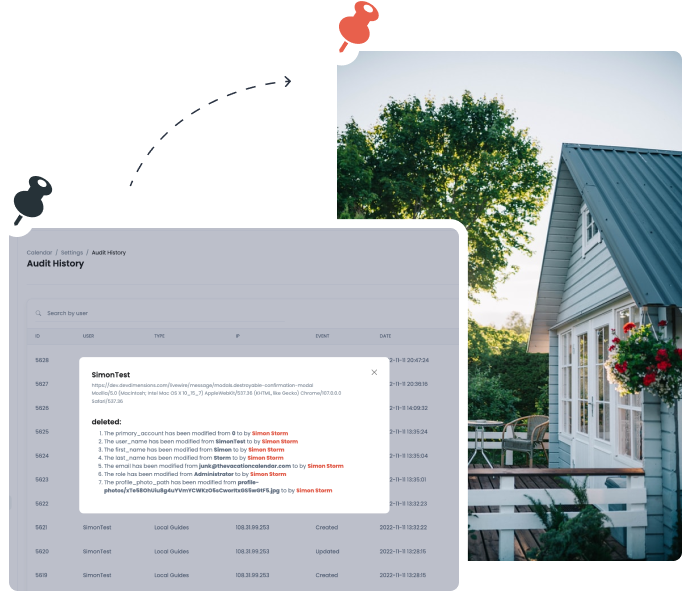 Calendar / Settings / Audit History
Audit History
Search by user
ID USER TYPE IP EVENT DATE
5628 2-11-11 20:47:24
5627 2-11-11 20:36:16
5626 2-11-11 14:09:32
5625 2-11-11 13:35:24
5624 2-11-11 13:35:04
5623 2-11-11 13:35:01
5622 2-11-11 13:32:23
SimonTest
https://dev.devdimensions.com/livewire/message/modals.destroyable-confirmation-modal
Mozilla/5.0 (Macintosh; Intel Mac OS X 10_15_7) AppleWebKit/537.36 (KHTML, like Gecko) Chrome/107.0.0.0
Safari/537.36
deleted:
1. The primary_account has been modified from 0 to by Simon Storm
2. The user_name has been modified from SimonTest to by Simon Storm
3. The first_name has been modified from Simon to by Simon Storm
4. The last_name has been modified from Storm to by Simon Storm
5. The email has been modified from junk@thevacationcalendar.com to by Simon Storm
6. The role has been modified from Administrator to by Simon Storm
7. The profile_photo_path has been modified from profile-
to by Simon Storm
5621 SimonTest Local Guides 108.31.99.253 Created 2022-11-11 13:32:22
5620 SimonTest Local Guides 108.31.99.253 Updated 2022-11-11 13:28:15
5619 SimonTest Local Guides 108.31.99.253 Created 2022-11-11 13:28:15